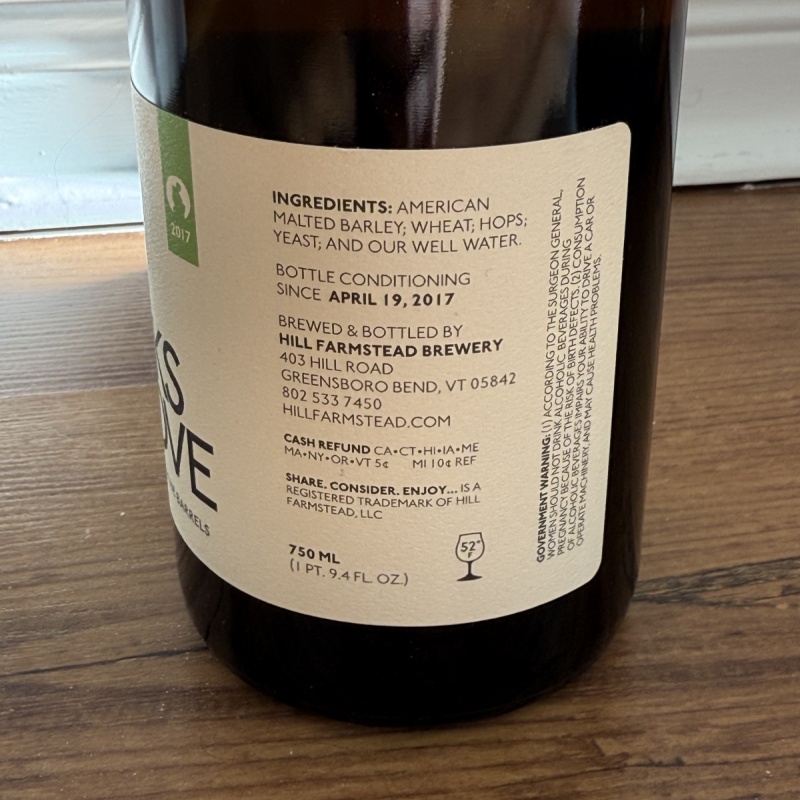 2017
KS
OVE
BARRELS
INGREDIENTS: AMERICAN
MALTED BARLEY; WHEAT; HOPS;
YEAST; AND OUR WELL WATER.
BOTTLE CONDITIONING
SINCE APRIL 19, 2017
BREWED & BOTTLED BY
HILL FARMSTEAD BREWERY
403 HILL ROAD
GREENSBORO BEND, VT 05842
802 533 7450
HILLFARMSTEAD.COM
CASH REFUND CA•CT•HI•IA•ME
MA•NY•OR•VT 5¢ MI 10¢ REF
SHARE. CONSIDER. ENJOY... IS A
REGISTERED TRADEMARK OF HILL
FARMSTEAD, LLC
750 ML
(1 PT. 9.4 FL. OZ.)
52°
F
GOVERNMENT WARNING: (1) ACCORDING TO THE SURGEON GENERAL,
WOMEN SHOULD NOT DRINK ALCOHOLIC BEVERAGES DURING
PREGNANCY BECAUSE OF THE RISK OF BIRTH DEFECTS. (2) CONSUMPTION
OF ALCOHOLIC BEVERAGES IMPAIRS YOUR ABILITY TO DRIVE A CAR OR
OPERATE MACHINERY, AND MAY CAUSE HEALTH PROBLEMS.